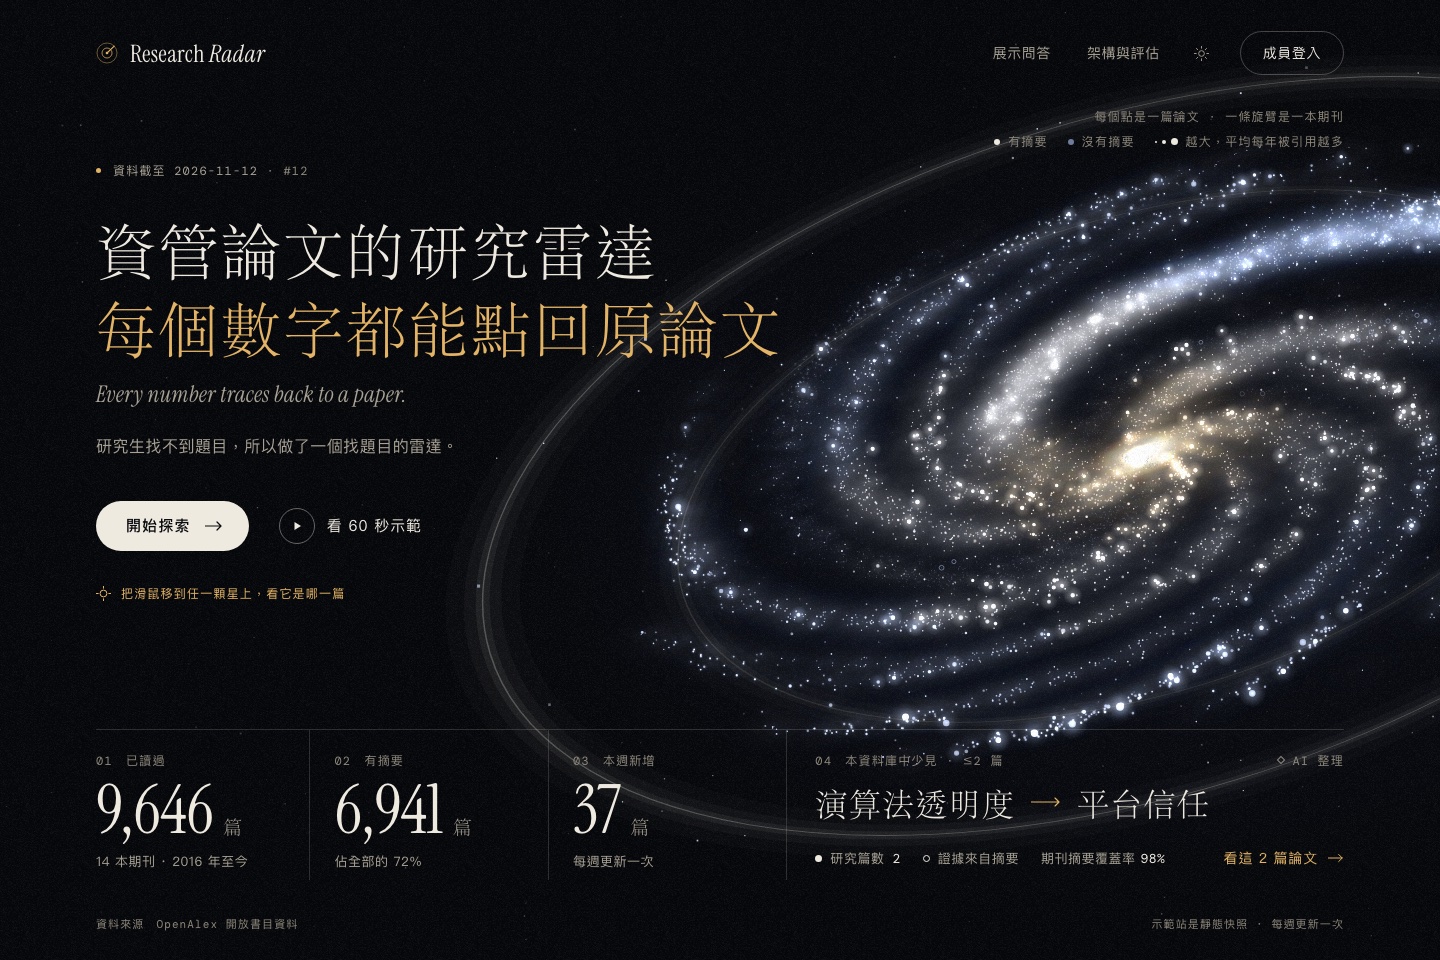 Research Radar
展示問答
架構與評估
成員登入
每個點是一篇論文 · 一條旋臂是一本期刊
有摘要 沒有摘要 越大，平均每年被引用越多
資料截至 2026-11-12 · #12
資管論文的研究雷達
每個數字都能點回原論文
Every number traces back to a paper.
研究生找不到題目，所以做了一個找題目的雷達。
開始探索 →
看 60 秒示範
把滑鼠移到任一顆星上，看它是哪一篇
01 已讀過
9,646 篇
14 本期刊 · 2016 年至今
02 有摘要
6,941 篇
佔全部的 72%
03 本週新增
37 篇
每週更新一次
04 本資料庫中少見 · ≤2 篇
AI 整理
演算法透明度 → 平台信任
研究篇數 2 證據來自摘要 期刊摘要覆蓋率 98%
看這 2 篇論文 →
資料來源 OpenAlex 開放書目資料
示範站是靜態快照 · 每週更新一次